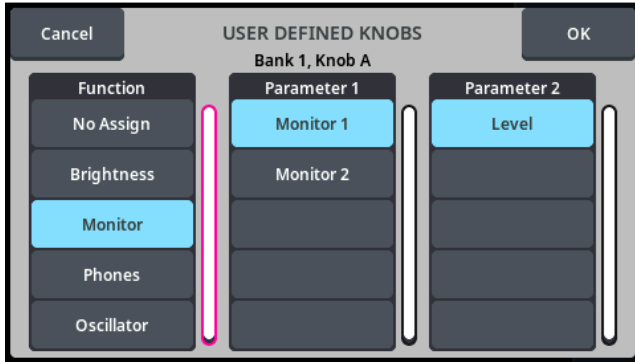 Cancel
USER DEFINED KNOBS
OK
Bank 1, Knob A
Function
No Assign
Brightness
Monitor
Phones
Oscillator
Parameter 1
Monitor 1
Monitor 2
Parameter 2
Level